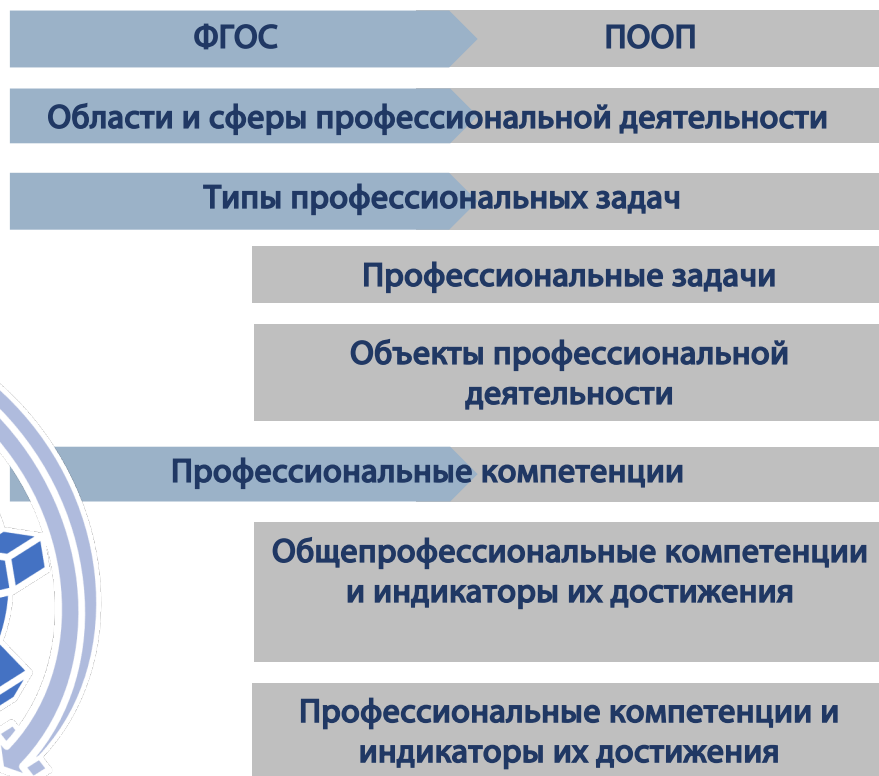 ФГОС ПООП
Области и сферы профессиональной деятельности
Типы профессиональных задач
Профессиональные задачи
Объекты профессиональной
деятельности
Профессиональные компетенции
Общепрофессиональные компетенции
и индикаторы их достижения
Профессиональные компетенции и
индикаторы их достижения